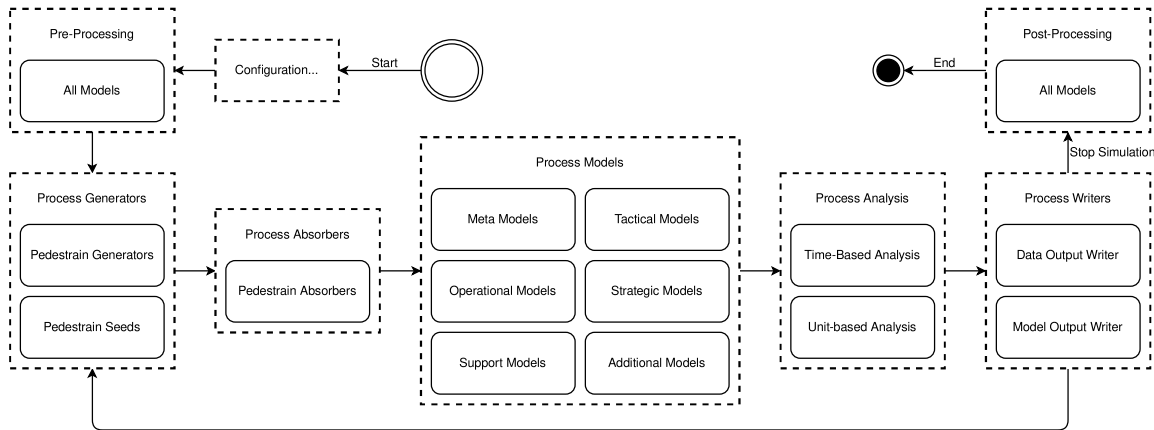 Pre-Processing
All Models
Configuration...
Start
End
Post-Processing
All Models
Stop Simulation
Process Generators
Pedestrain Generators
Pedestrain Seeds
Process Absorbers
Pedestrain Absorbers
Process Models
Meta Models
Tactical Models
Operational Models
Strategic Models
Support Models
Additional Models
Process Analysis
Time-Based Analysis
Unit-based Analysis
Process Writers
Data Output Writer
Model Output Writer